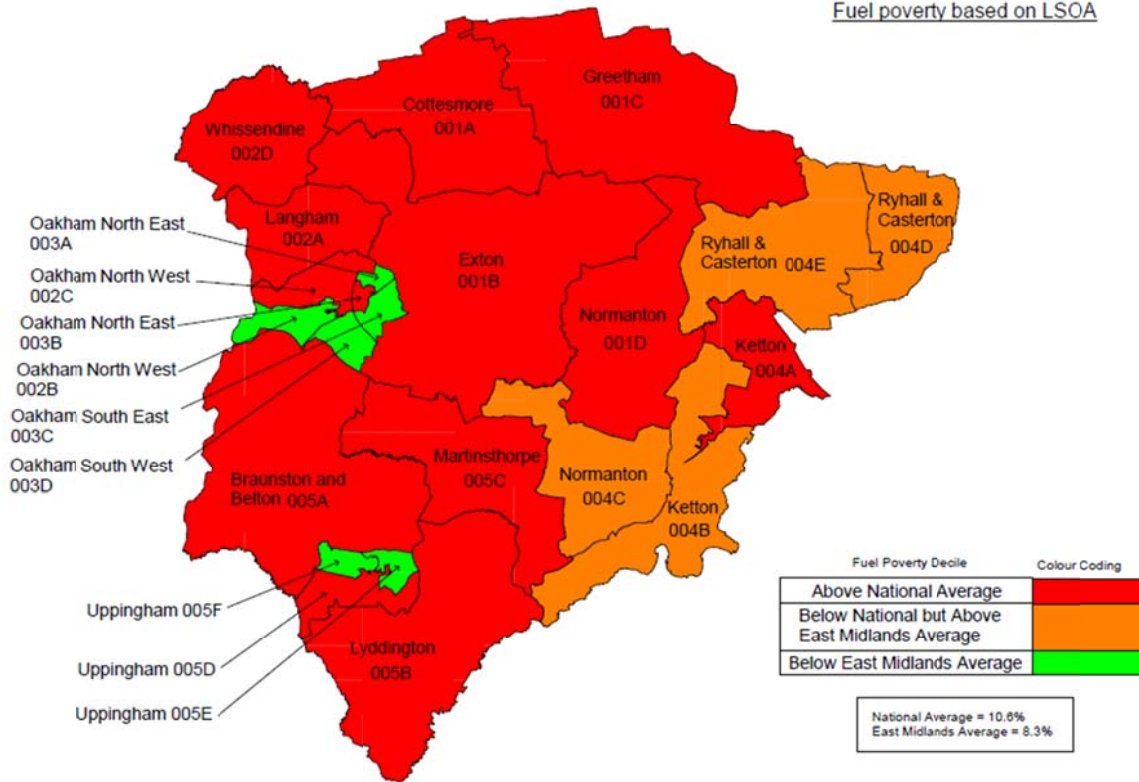 Fuel poverty based on LSOA
Greetham
001C
Cottesmore
001A
Whissendine
002D
Langham
002A
Oakham North East
003A
Oakham North West
002C
Oakham North East
003B
Oakham North West
002B
Oakham South East
003C
Oakham South West
003D
Exton
001B
Ryhall &
Casterton 004E
Ryhall &
Casterton
004D
Normanton
001D
Ketton
004A
Martinsthorpe
005C
Braunston and
Belton 005A
Normanton
004C
Ketton
004B
Uppingham 005F
Uppingham 005D
Uppingham 005E
Lyddington
005B
Fuel Poverty Decile Colour Coding
Above National Average
Below National but Above
East Midlands Average
Below East Midlands Average
National Average = 10.6%
East Midlands Average = 8.3%